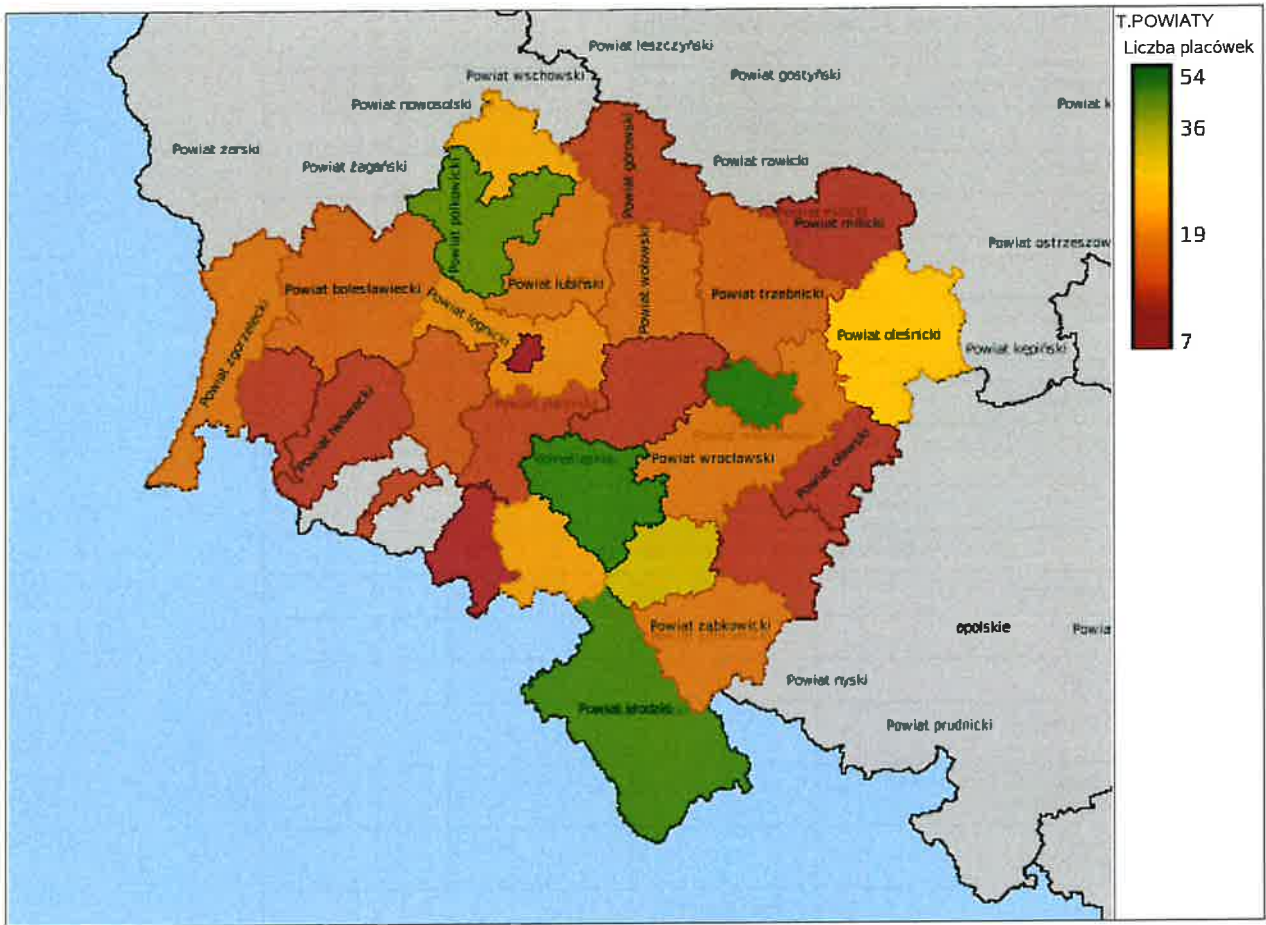 T.POWIATY
Liczba placówek
54
36
19
7
Powiat leszczyński
Powiat gostyński
Powiat wschowski
Powiat nowosolski
Powiat k
Powiat żarski
Powiat żagański
Powiat rawicki
Powiat górowski
Powiat polkowicki
Powiat milicki
Powiat ostrzeszow
Powiat bolesławiecki
Powiat lubiński
Powiat wołowski
Powiat trzebnicki
Powiat legnicki
Powiat zgorzelecki
Powiat oleśnicki
Powiat kępiński
Powiat lwówecki
Powiat wrocławski
Powiat oławski
Powiat ząbkowicki
opolskie
Powia
Powiat nyski
Powiat kłodzki
Powiat prudnicki